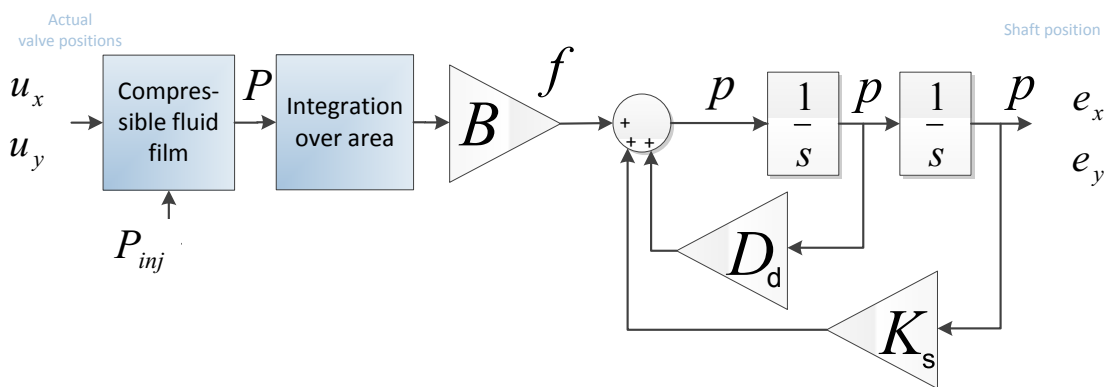 Actual
valve positions
Shaft position
u_x
u_y
Compres-
sible fluid
film
P
Integration
over area
B
f
+
+ +
p
1
s
p
1
s
p
e_x
e_y
P_inj
D_d
K_s